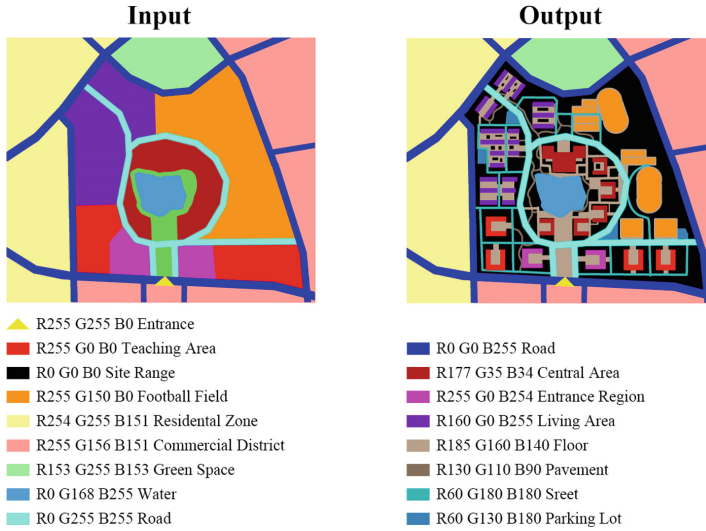 Input
Output
R255 G255 B0 Entrance
R255 G0 B0 Teaching Area
R0 G0 B0 Site Range
R255 G150 B0 Football Field
R254 G255 B151 Residental Zone
R255 G156 B151 Commercial District
R153 G255 B153 Green Space
R0 G168 B255 Water
R0 G255 B255 Road
R0 G0 B255 Road
R177 G35 B34 Central Area
R255 G0 B254 Entrance Region
R160 G0 B255 Living Area
R185 G160 B140 Floor
R130 G110 B90 Pavement
R60 G180 B180 Sreet
R60 G130 B180 Parking Lot